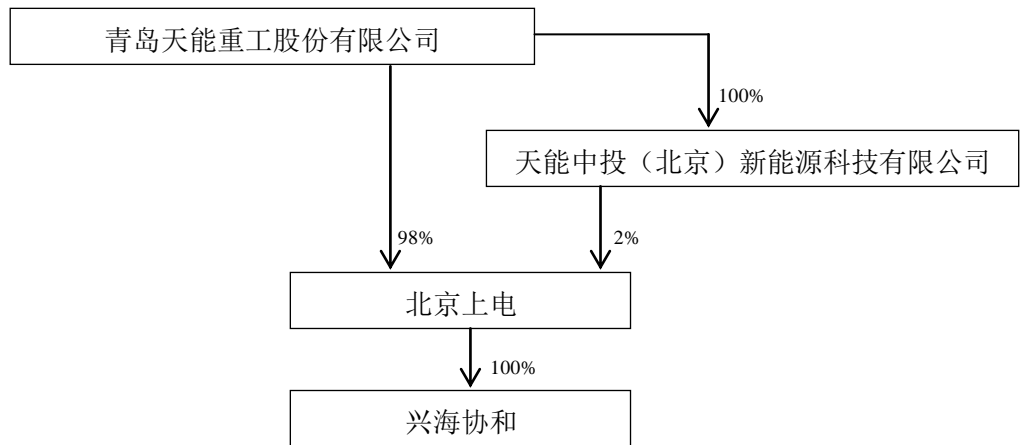 青岛天能重工股份有限公司
100%
天能中投（北京）新能源科技有限公司
98%
2%
北京上电
100%
兴海协和